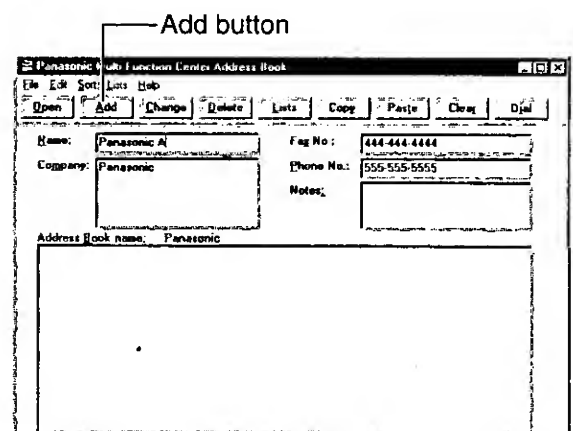 Add button
Panasonic Multi Function Center Address Book
File Edit Sort Lists Help
Open Add Change Delete Lists Copy Paste Clear Dial
Name: Panasonic A Fax No.: 444-444-4444
Company: Panasonic Phone No.: 555-555-5555
Notes:
Address Book name: Panasonic